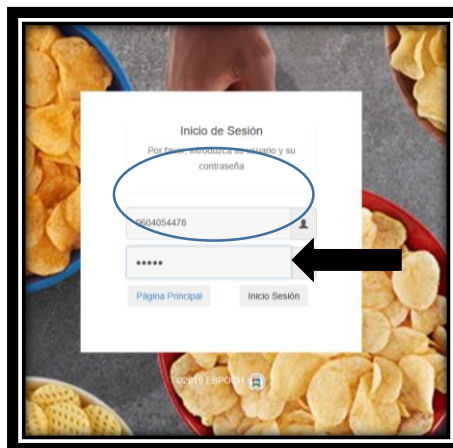 Inicio de Sesión
Por favor, introduzca su usuario y su
contraseña
0604054478
•••••
Página Principal
Inicio Sesión
©2019 ESPOCH